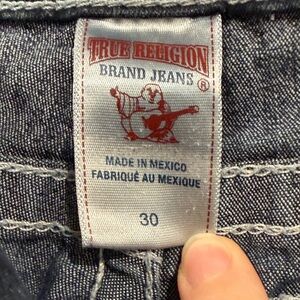 TRUE RELIGION
BRAND JEANS®
MADE IN MEXICO
FABRIQUÉ AU MEXIQUE
30